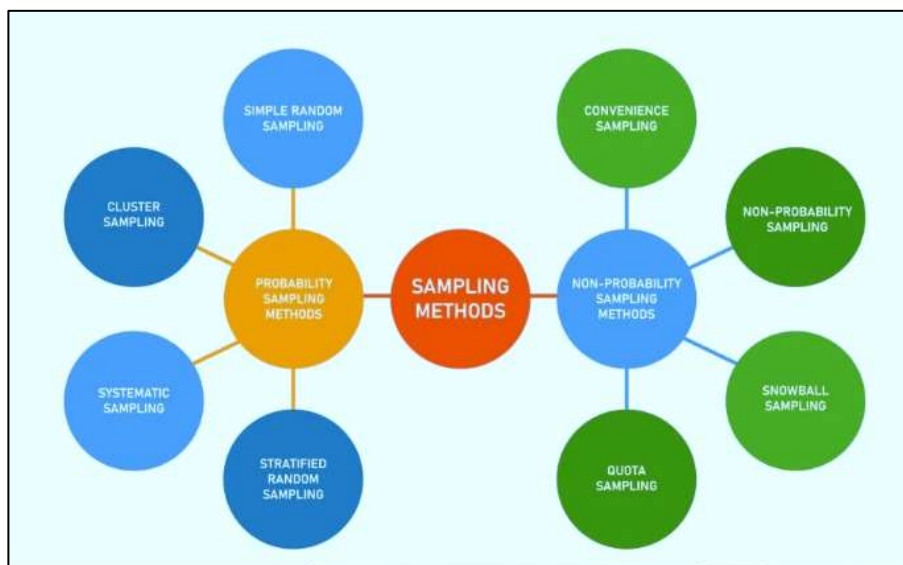 SIMPLE RANDOM
SAMPLING
CLUSTER
SAMPLING
PROBABILITY
SAMPLING
METHODS
SYSTEMATIC
SAMPLING
STRATIFIED
RANDOM
SAMPLING
SAMPLING
METHODS
CONVENIENCE
SAMPLING
NON-PROBABILITY
SAMPLING
NON-PROBABILITY
SAMPLING
METHODS
SNOWBALL
SAMPLING
QUOTA
SAMPLING